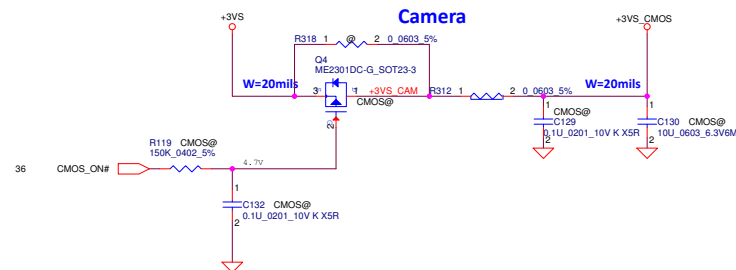 Camera
+3VS
+3VS_CMOS
R318 1 @ 2 0_0603_5%
Q4
ME2301DC-G_SOT23-3
W=20mils
3 1 +3VS_CAM R312 1 2 0_0603_5%
W=20mils
CMOS@
2
1 CMOS@
C129
0.1U_0201_10V K X5R
2
1 CMOS@
C130
10U_0603_6.3V6M
2
R119 CMOS@
150K_0402_5%
36 CMOS_ON#
4.7V
1
CMOS@
C132
0.1U_0201_10V K X5R
2